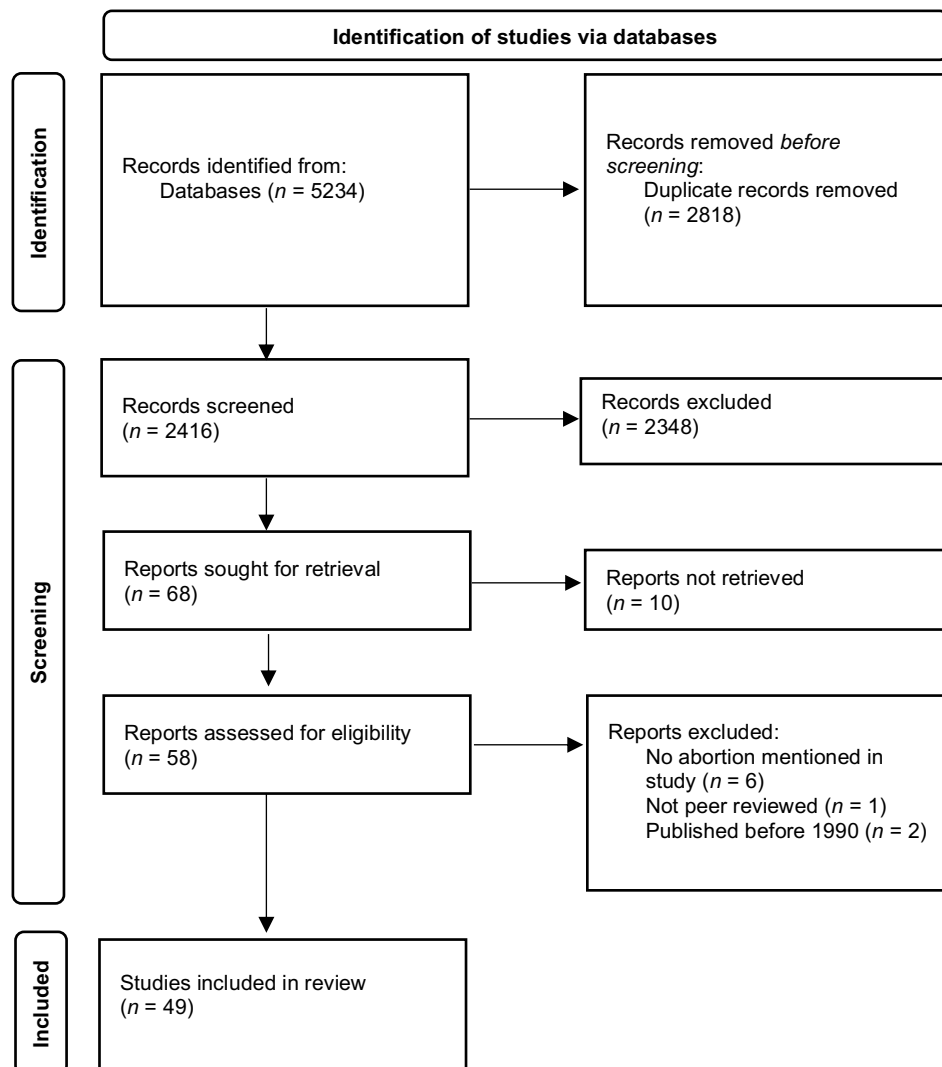 Identification of studies via databases
Identification
Records identified from:
Databases (n = 5234)
Records removed before
screening:
Duplicate records removed
(n = 2818)
Screening
Records screened
(n = 2416)
Records excluded
(n = 2348)
Reports sought for retrieval
(n = 68)
Reports not retrieved
(n = 10)
Reports assessed for eligibility
(n = 58)
Reports excluded:
No abortion mentioned in
study (n = 6)
Not peer reviewed (n = 1)
Published before 1990 (n = 2)
Included
Studies included in review
(n = 49)